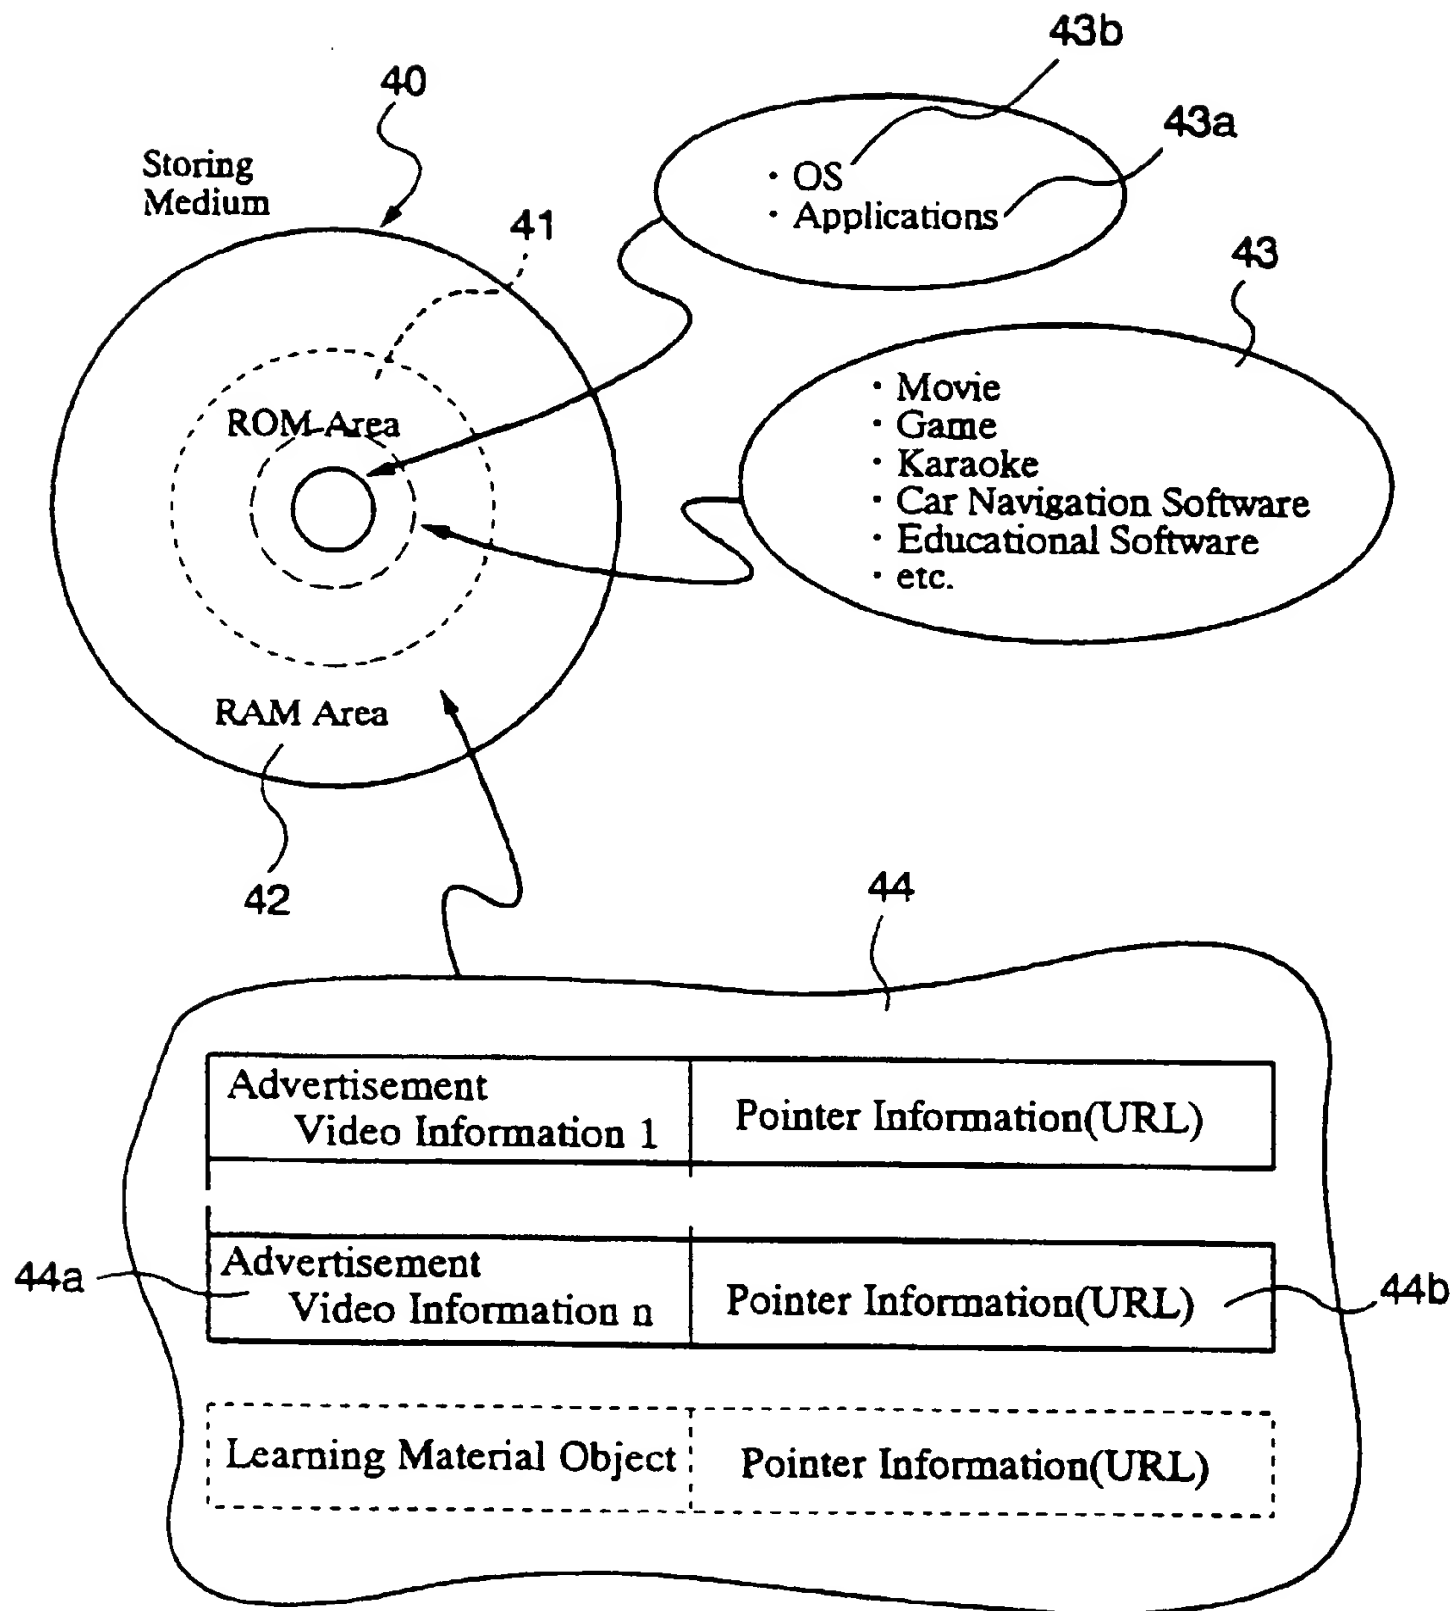 43b
40
43a
Storing
Medium
· OS
· Applications
41
43
ROM Area
· Movie
· Game
· Karaoke
· Car Navigation Software
· Educational Software
· etc.
RAM Area
42
44
Advertisement
Video Information 1
Pointer Information(URL)
44a
Advertisement
Video Information n
Pointer Information(URL)
44b
Learning Material Object
Pointer Information(URL)